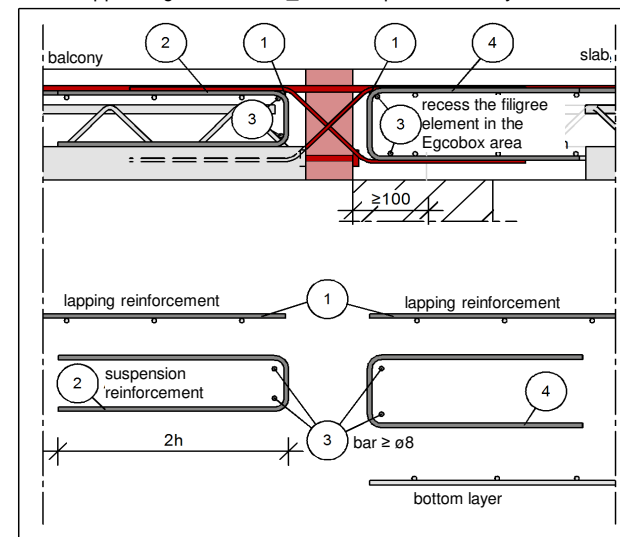 2
1
1
4
balcony
slab,
3
3
recess the filigree
element in the
Egcobox area
≥100
lapping reinforcement
1
lapping reinforcement
2
suspension
reinforcement
4
2h
3
bar ≥ ø8
bottom layer